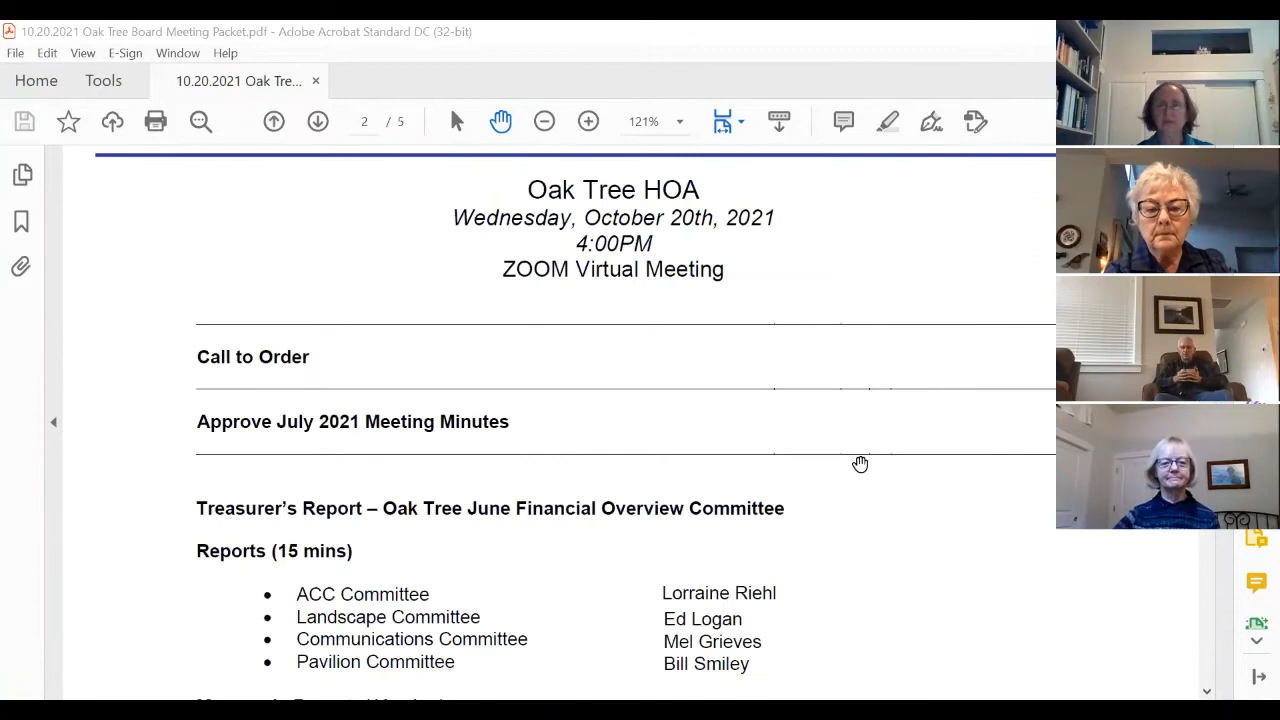 10.20.2021 Oak Tree Board Meeting Packet.pdf - Adobe Acrobat Standard DC (32-bit)
File Edit View E-Sign Window Help
Home Tools 10.20.2021 Oak Tre... ×
2 / 5 121%
Oak Tree HOA
Wednesday, October 20th, 2021
4:00PM
ZOOM Virtual Meeting
Call to Order
Approve July 2021 Meeting Minutes
Treasurer's Report – Oak Tree June Financial Overview Committee
Reports (15 mins)
• ACC Committee Lorraine Riehl
• Landscape Committee Ed Logan
• Communications Committee Mel Grieves
• Pavilion Committee Bill Smiley